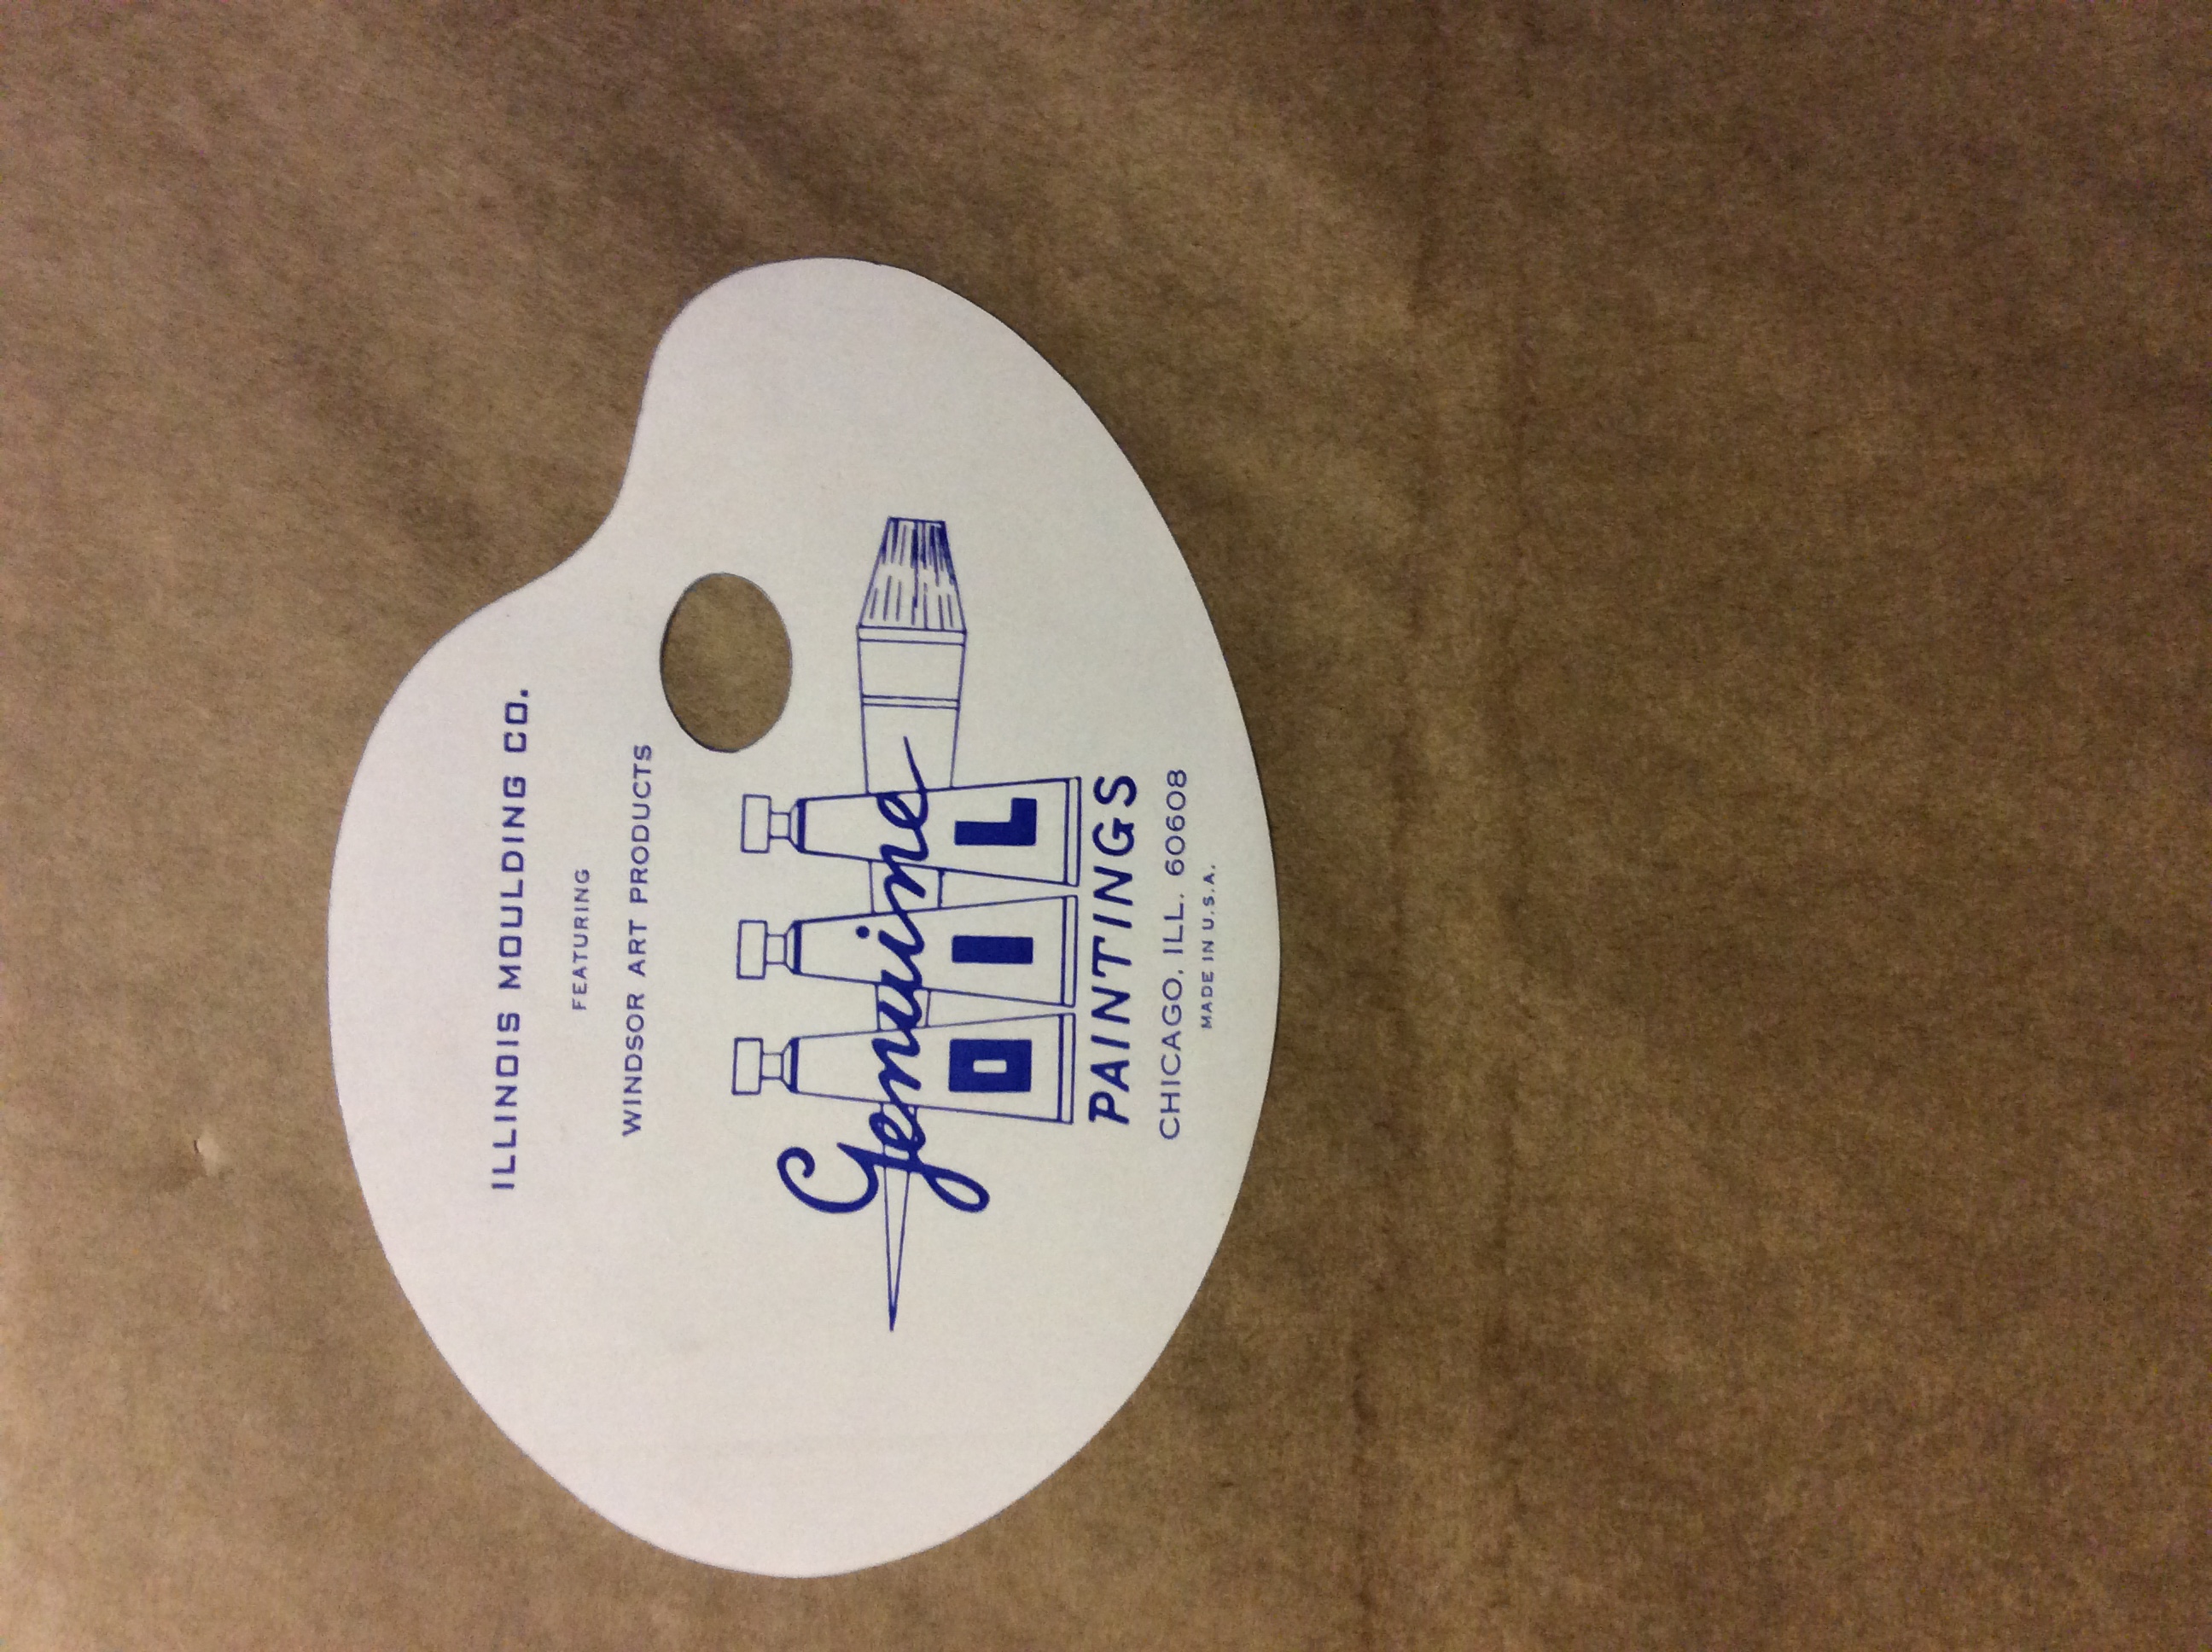 ILLINOIS MOULDING CO.
FEATURING
WINDSOR ART PRODUCTS
Genuine
OIL
PAINTINGS
CHICAGO, ILL. 60608
MADE IN U.S.A.